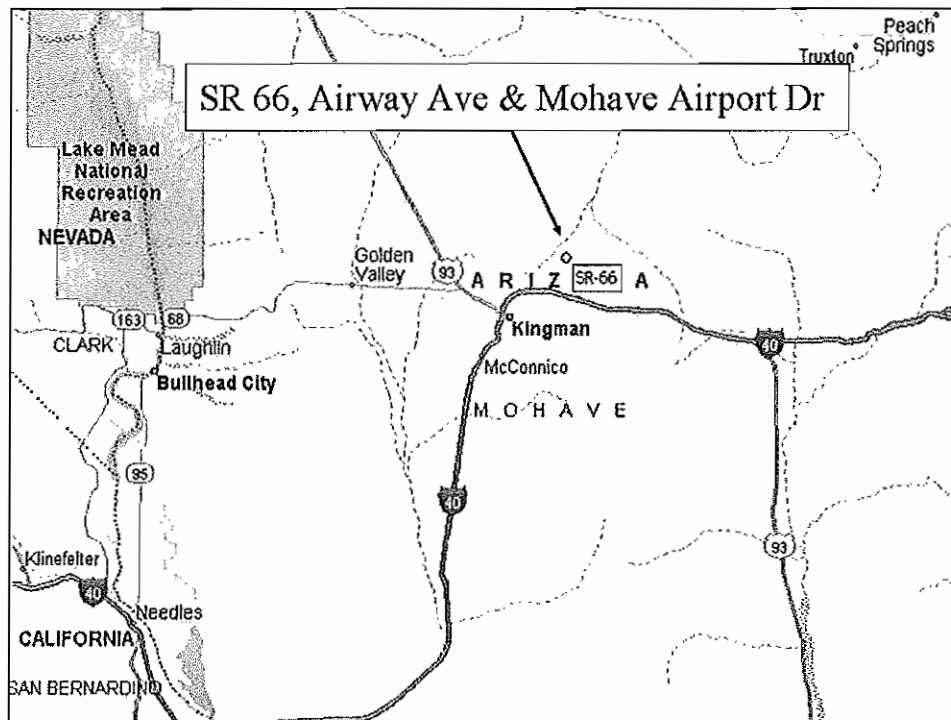 Peach
Springs
Truxton
SR 66, Airway Ave & Mohave Airport Dr
Lake Mead
National
Recreation
Area
NEVADA
Golden
Valley
93
A R I Z A
SR-66
163
68
Kingman
CLARK
Laughlin
40
McConnico
Bullhead City
M O H A V E
95
40
93
Klinefelter
40
Needles
CALIFORNIA
SAN BERNARDINO